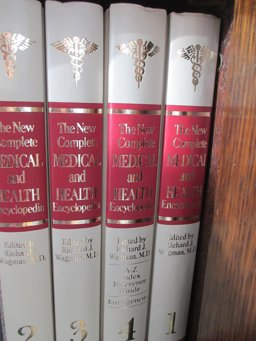 The New
Complete
MEDICAL
and
HEALTH
Encyclopedia
Edited by
Richard J.
Wagman, M.D.
2
The New
Complete
MEDICAL
and
HEALTH
Encyclopedia
Edited by
Richard J.
Wagman, M.D.
3
The New
Complete
MEDICAL
and
HEALTH
Encyclopedia
Edited by
Richard J.
Wagman, M.D.
A-Z
Index
Reference
Guide
Emergencies
4
The New
Complete
MEDICAL
and
HEALTH
Encyclopedia
Edited by
Richard J.
Wagman, M.D.
1